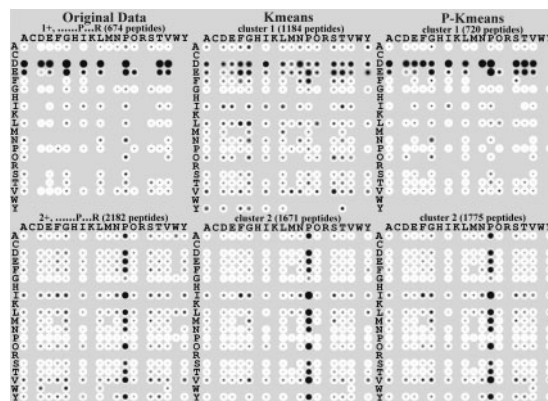 Original Data Kmeans P-Kmeans
1+, ......P...R (674 peptides) cluster 1 (1184 peptides) cluster 1 (720 peptides)
ACDEFGHIKLMNPQRSTVWY ACDEFGHIKLMNPQRSTVWY ACDEFGHIKLMNPQRSTVWY
A A A
C C C
D D D
E E E
F F F
G G G
H H H
I I I
K K K
L L L
M M M
N N N
P P P
Q Q Q
R R R
S S S
T T T
V V V
W W W
Y Y Y
2+, ......P...R (2182 peptides) cluster 2 (1671 peptides) cluster 2 (1775 peptides)
ACDEFGHIKLMNPQRSTVWY ACDEFGHIKLMNPQRSTVWY ACDEFGHIKLMNPQRSTVWY
A A A
C C C
D D D
E E E
F F F
G G G
H H H
I I I
K K K
L L L
M M M
N N N
P P P
Q Q Q
R R R
S S S
T T T
V V V
W W W
Y Y Y